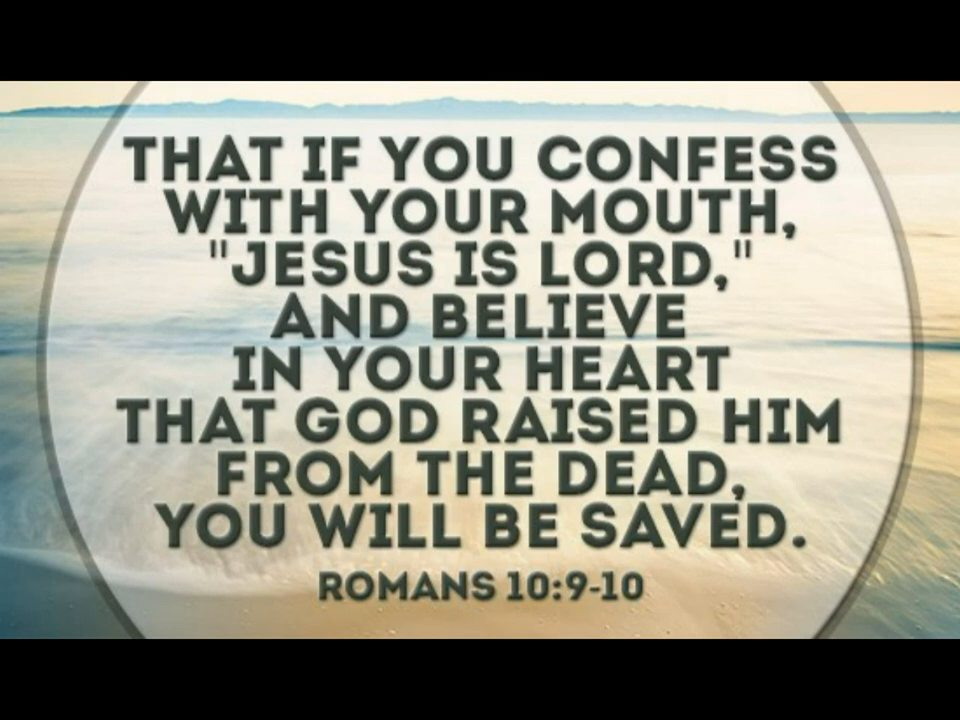 THAT IF YOU CONFESS
WITH YOUR MOUTH,
"JESUS IS LORD,"
AND BELIEVE
IN YOUR HEART
THAT GOD RAISED HIM
FROM THE DEAD,
YOU WILL BE SAVED.
ROMANS 10:9-10